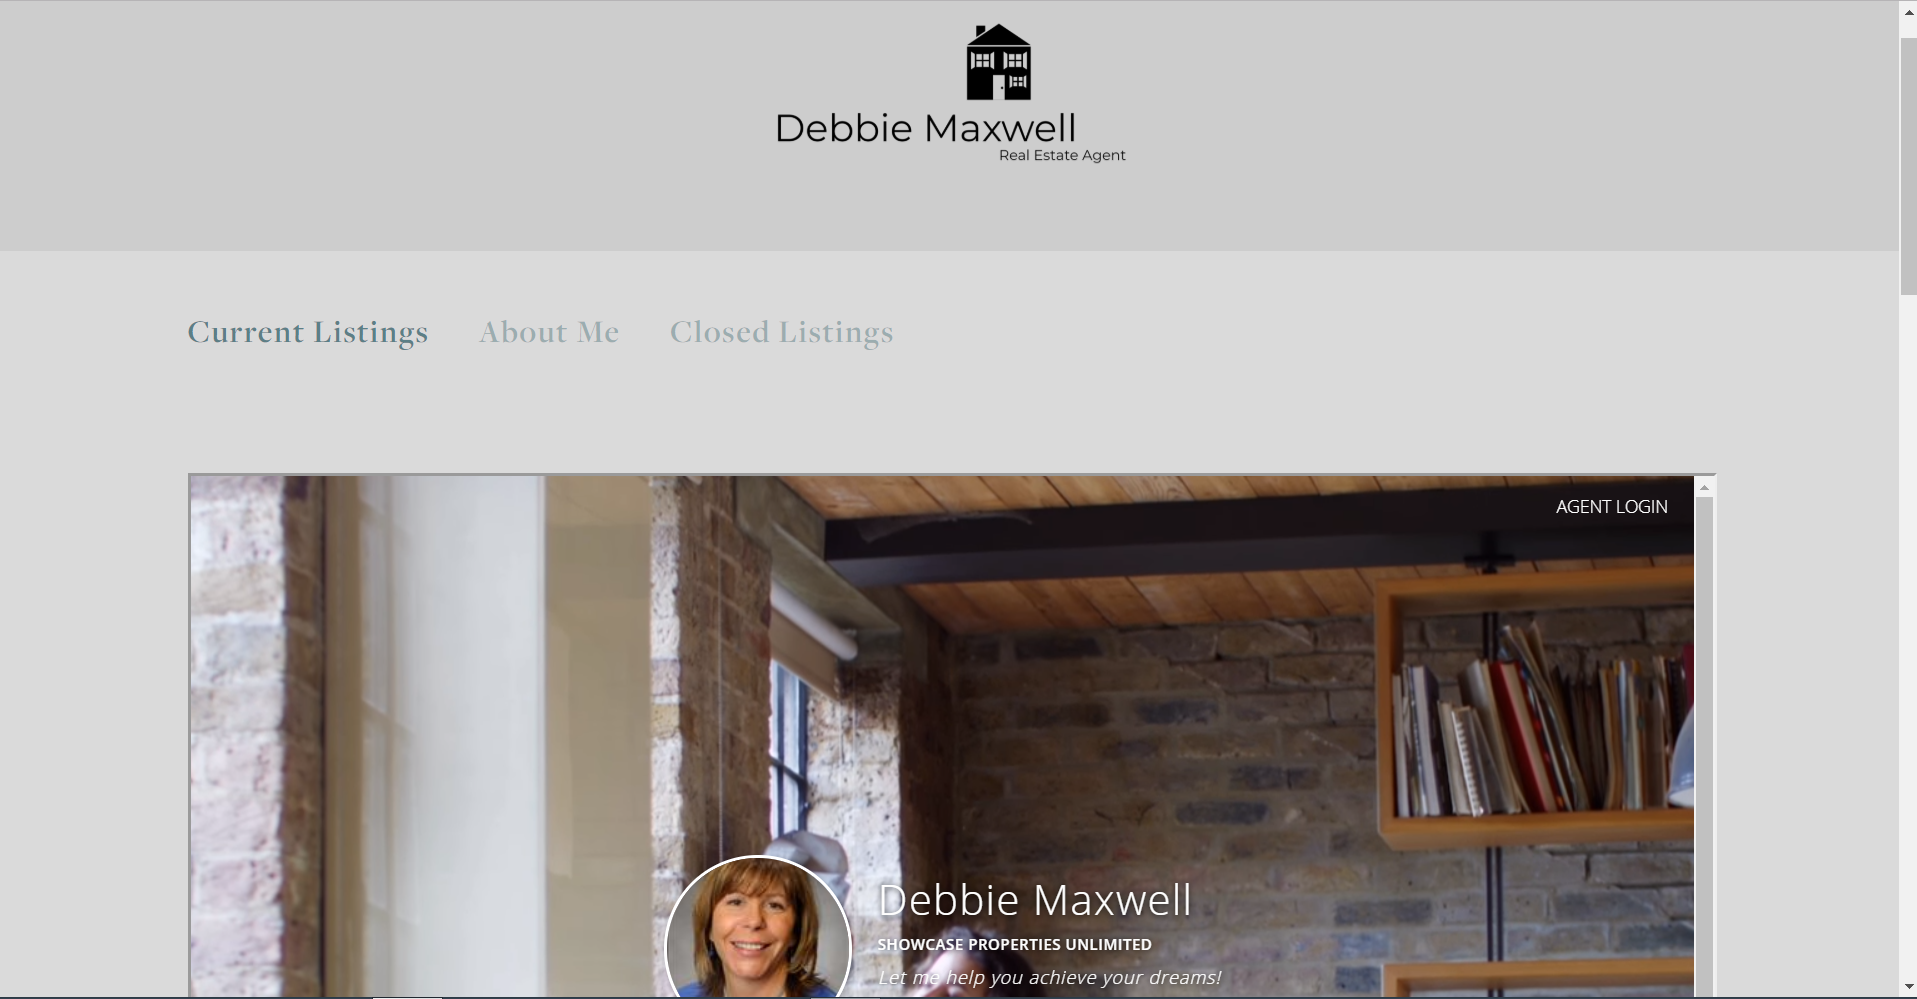 Debbie Maxwell
Real Estate Agent
Current Listings About Me Closed Listings
AGENT LOGIN
Debbie Maxwell
SHOWCASE PROPERTIES UNLIMITED
Let me help you achieve your dreams!